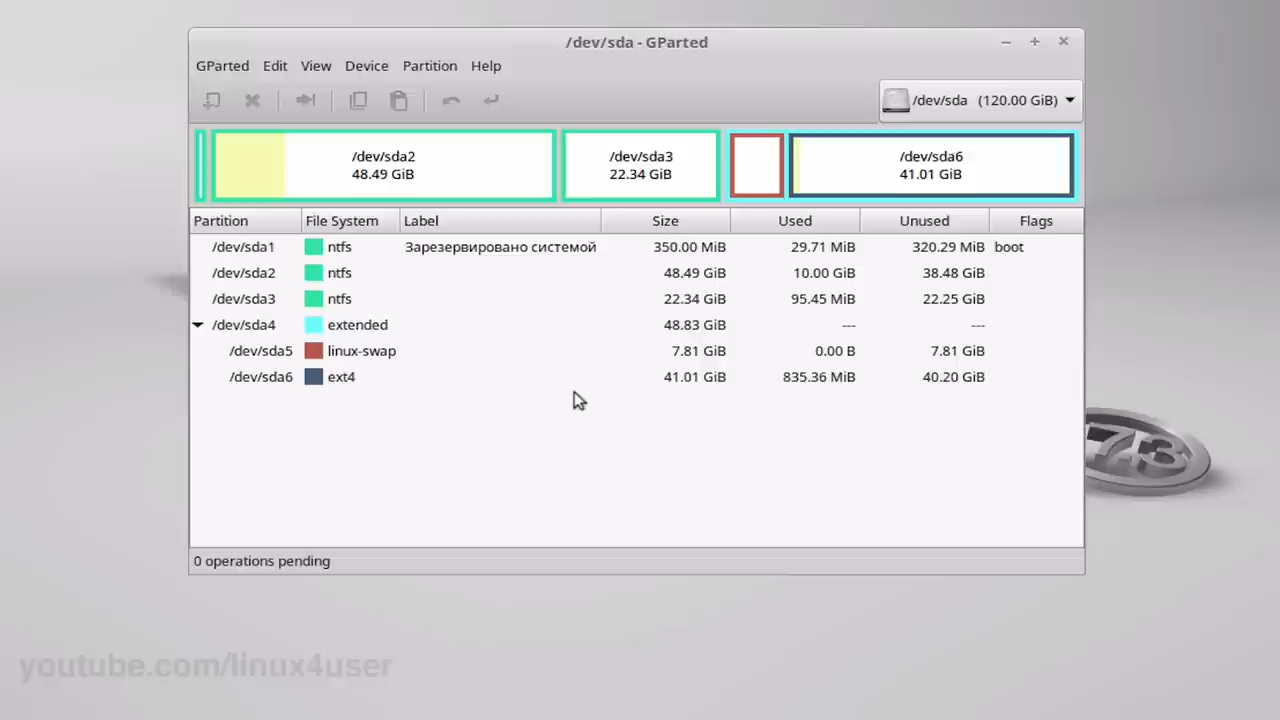 /dev/sda - GParted
GParted Edit View Device Partition Help
/dev/sda (120.00 GiB)
/dev/sda2
48.49 GiB
/dev/sda3
22.34 GiB
/dev/sda6
41.01 GiB
Partition File System Label Size Used Unused Flags
/dev/sda1 ntfs Зарезервировано системой 350.00 MiB 29.71 MiB 320.29 MiB boot
/dev/sda2 ntfs 48.49 GiB 10.00 GiB 38.48 GiB
/dev/sda3 ntfs 22.34 GiB 95.45 MiB 22.25 GiB
/dev/sda4 extended 48.83 GiB --- ---
/dev/sda5 linux-swap 7.81 GiB 0.00 B 7.81 GiB
/dev/sda6 ext4 41.01 GiB 835.36 MiB 40.20 GiB
17.3
0 operations pending
youtube.com/linux4user